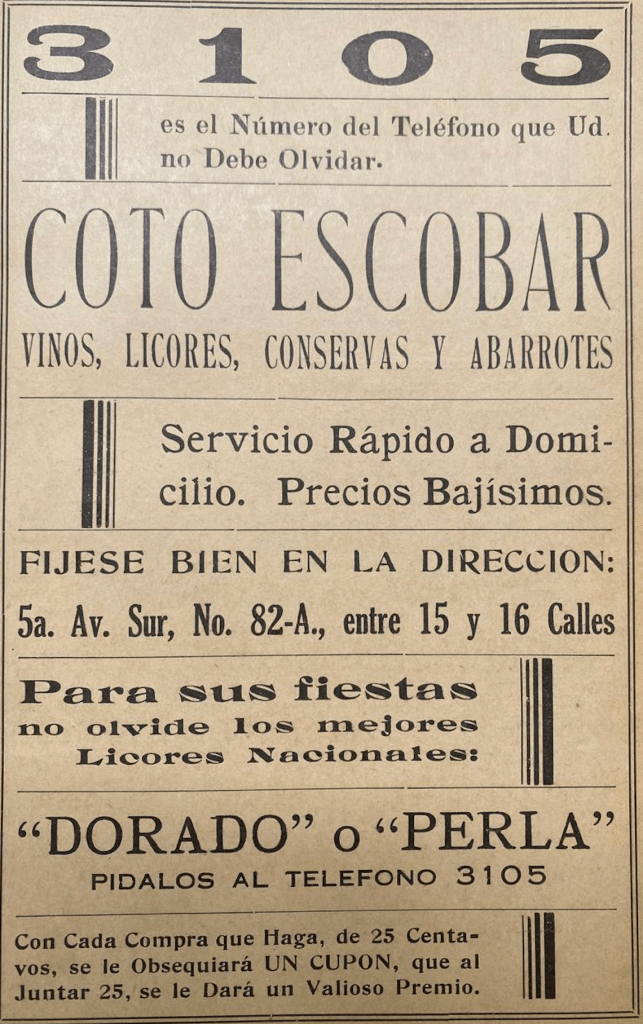 3105
es el Número del Teléfono que Ud.
no Debe Olvidar.
COTO ESCOBAR
VINOS, LICORES, CONSERVAS Y ABARROTES
Servicio Rápido a Domi-
cilio. Precios Bajísimos.
FIJESE BIEN EN LA DIRECCION:
5a. Av. Sur, No. 82-A., entre 15 y 16 Calles
Para sus fiestas
no olvide los mejores
Licores Nacionales:
“DORADO” o “PERLA”
PIDALOS AL TELEFONO 3105
Con Cada Compra que Haga, de 25 Centa-
vos, se le Obsequiará UN CUPON, que al
Juntar 25, se le Dará un Valioso Premio.